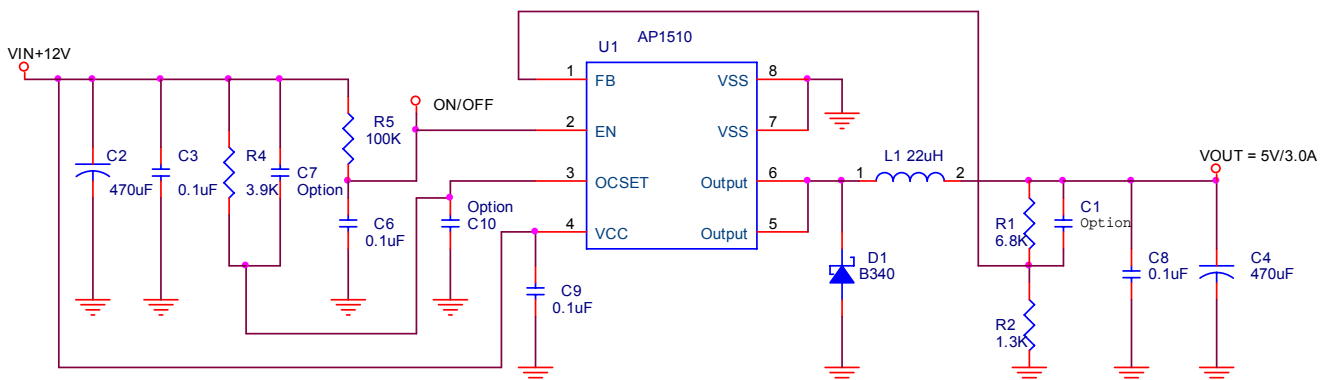 VIN+12V
C2
470uF
C3
0.1uF
R4
3.9K
C7
Option
R5
100K
C6
0.1uF
ON/OFF
Option
C10
C9
0.1uF
U1
AP1510
1
FB
2
EN
3
OCSET
4
VCC
8
VSS
7
VSS
6
Output
5
Output
D1
B340
1
L1 22uH
2
R1
6.8K
C1
Option
R2
1.3K
C8
0.1uF
C4
470uF
VOUT = 5V/3.0A